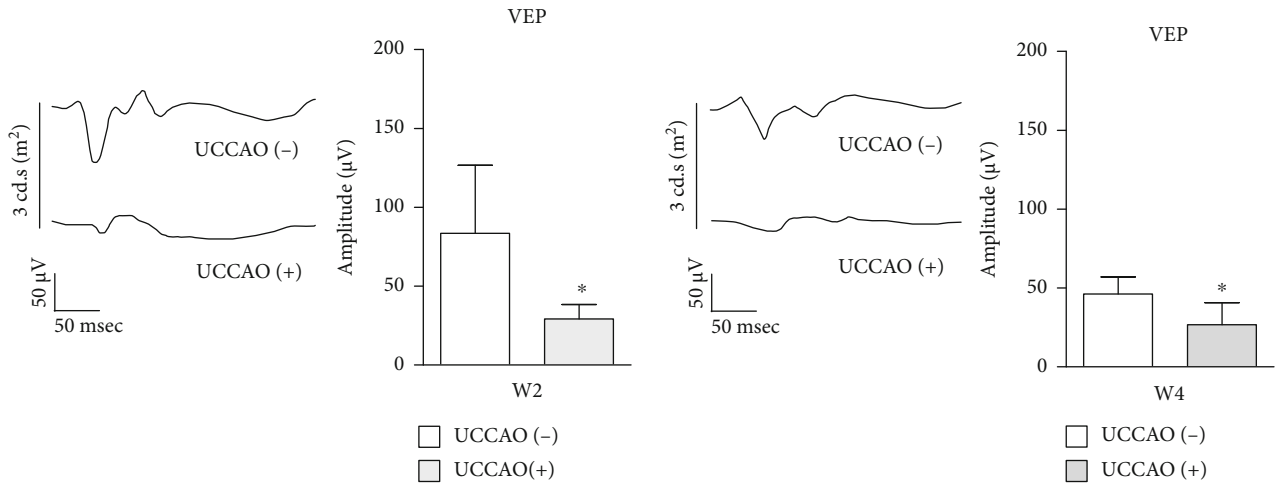 VEP
3 cd.s (m²)
UCCAO (–)
UCCAO (+)
50 μV
50 msec
Amplitude (μV)
200
150
100
50
0
*
W2
UCCAO (–)
UCCAO(+)
VEP
3 cd.s (m²)
UCCAO (–)
UCCAO (+)
50 μV
50 msec
Amplitude (μV)
200
150
100
50
0
*
W4
UCCAO (–)
UCCAO (+)